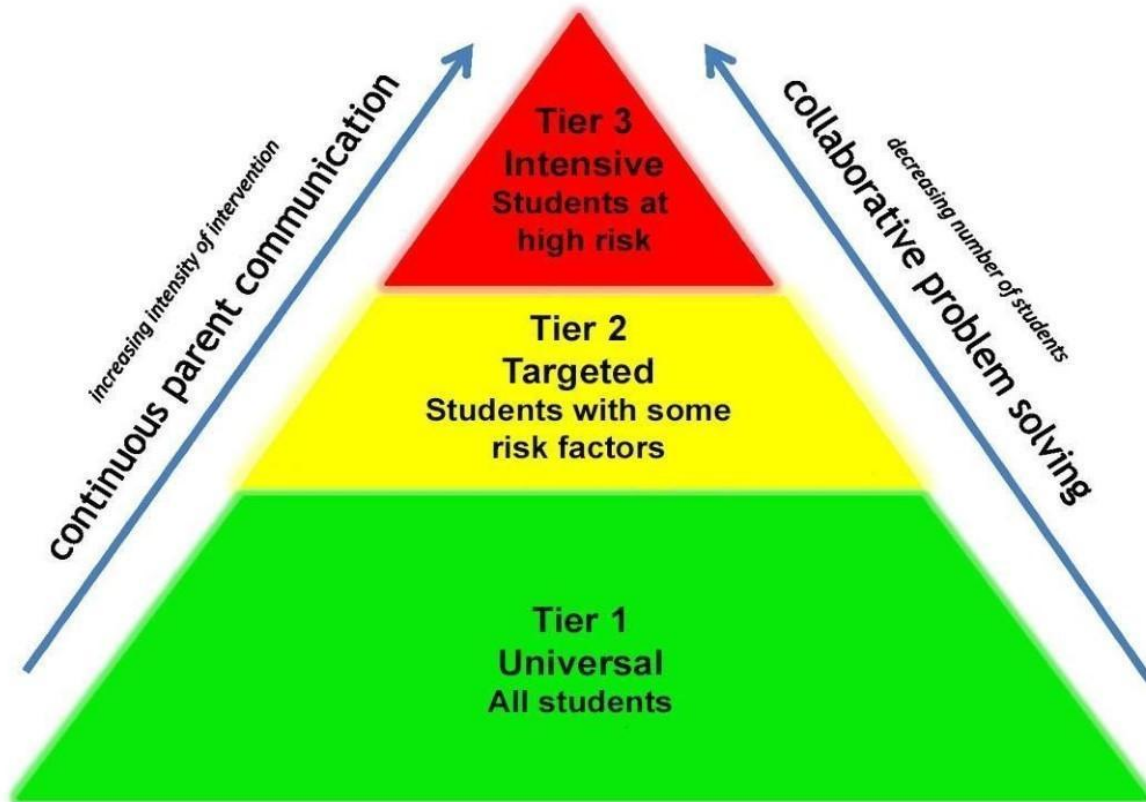 Tier 3
Intensive
Students at
high risk
Tier 2
Targeted
Students with some
risk factors
Tier 1
Universal
All students
increasing intensity of intervention
continuous parent communication
collaborative problem solving
decreasing number of students